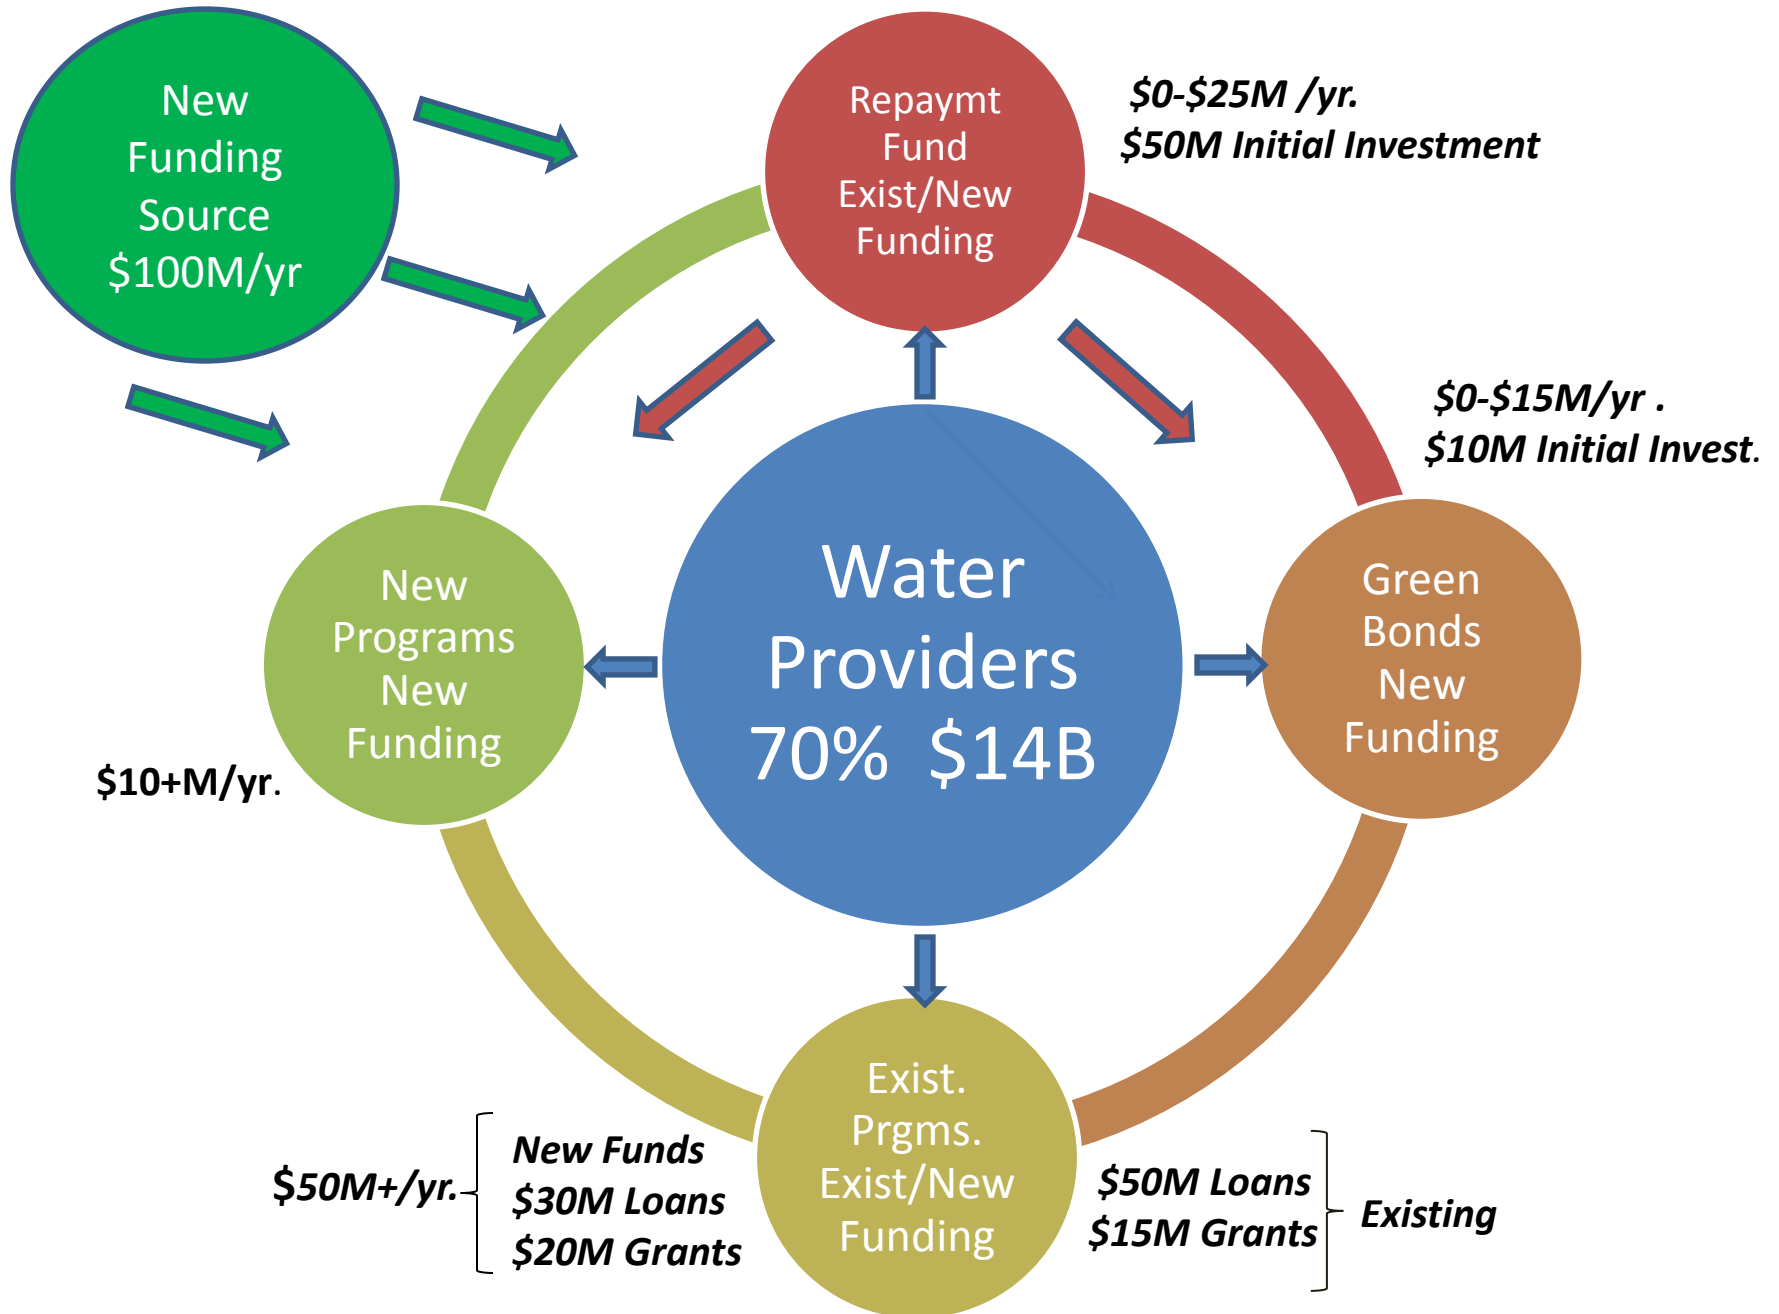 New
Funding
Source
$100M/yr
Repaymt
Fund
Exist/New
Funding
$0-$25M /yr.
$50M Initial Investment
$0-$15M/yr .
$10M Initial Invest.
New
Programs
New
Funding
$10+M/yr.
Water
Providers
70% $14B
Green
Bonds
New
Funding
Exist.
Prgms.
Exist/New
Funding
$50M+/yr.
New Funds
$30M Loans
$20M Grants
$50M Loans
$15M Grants
Existing